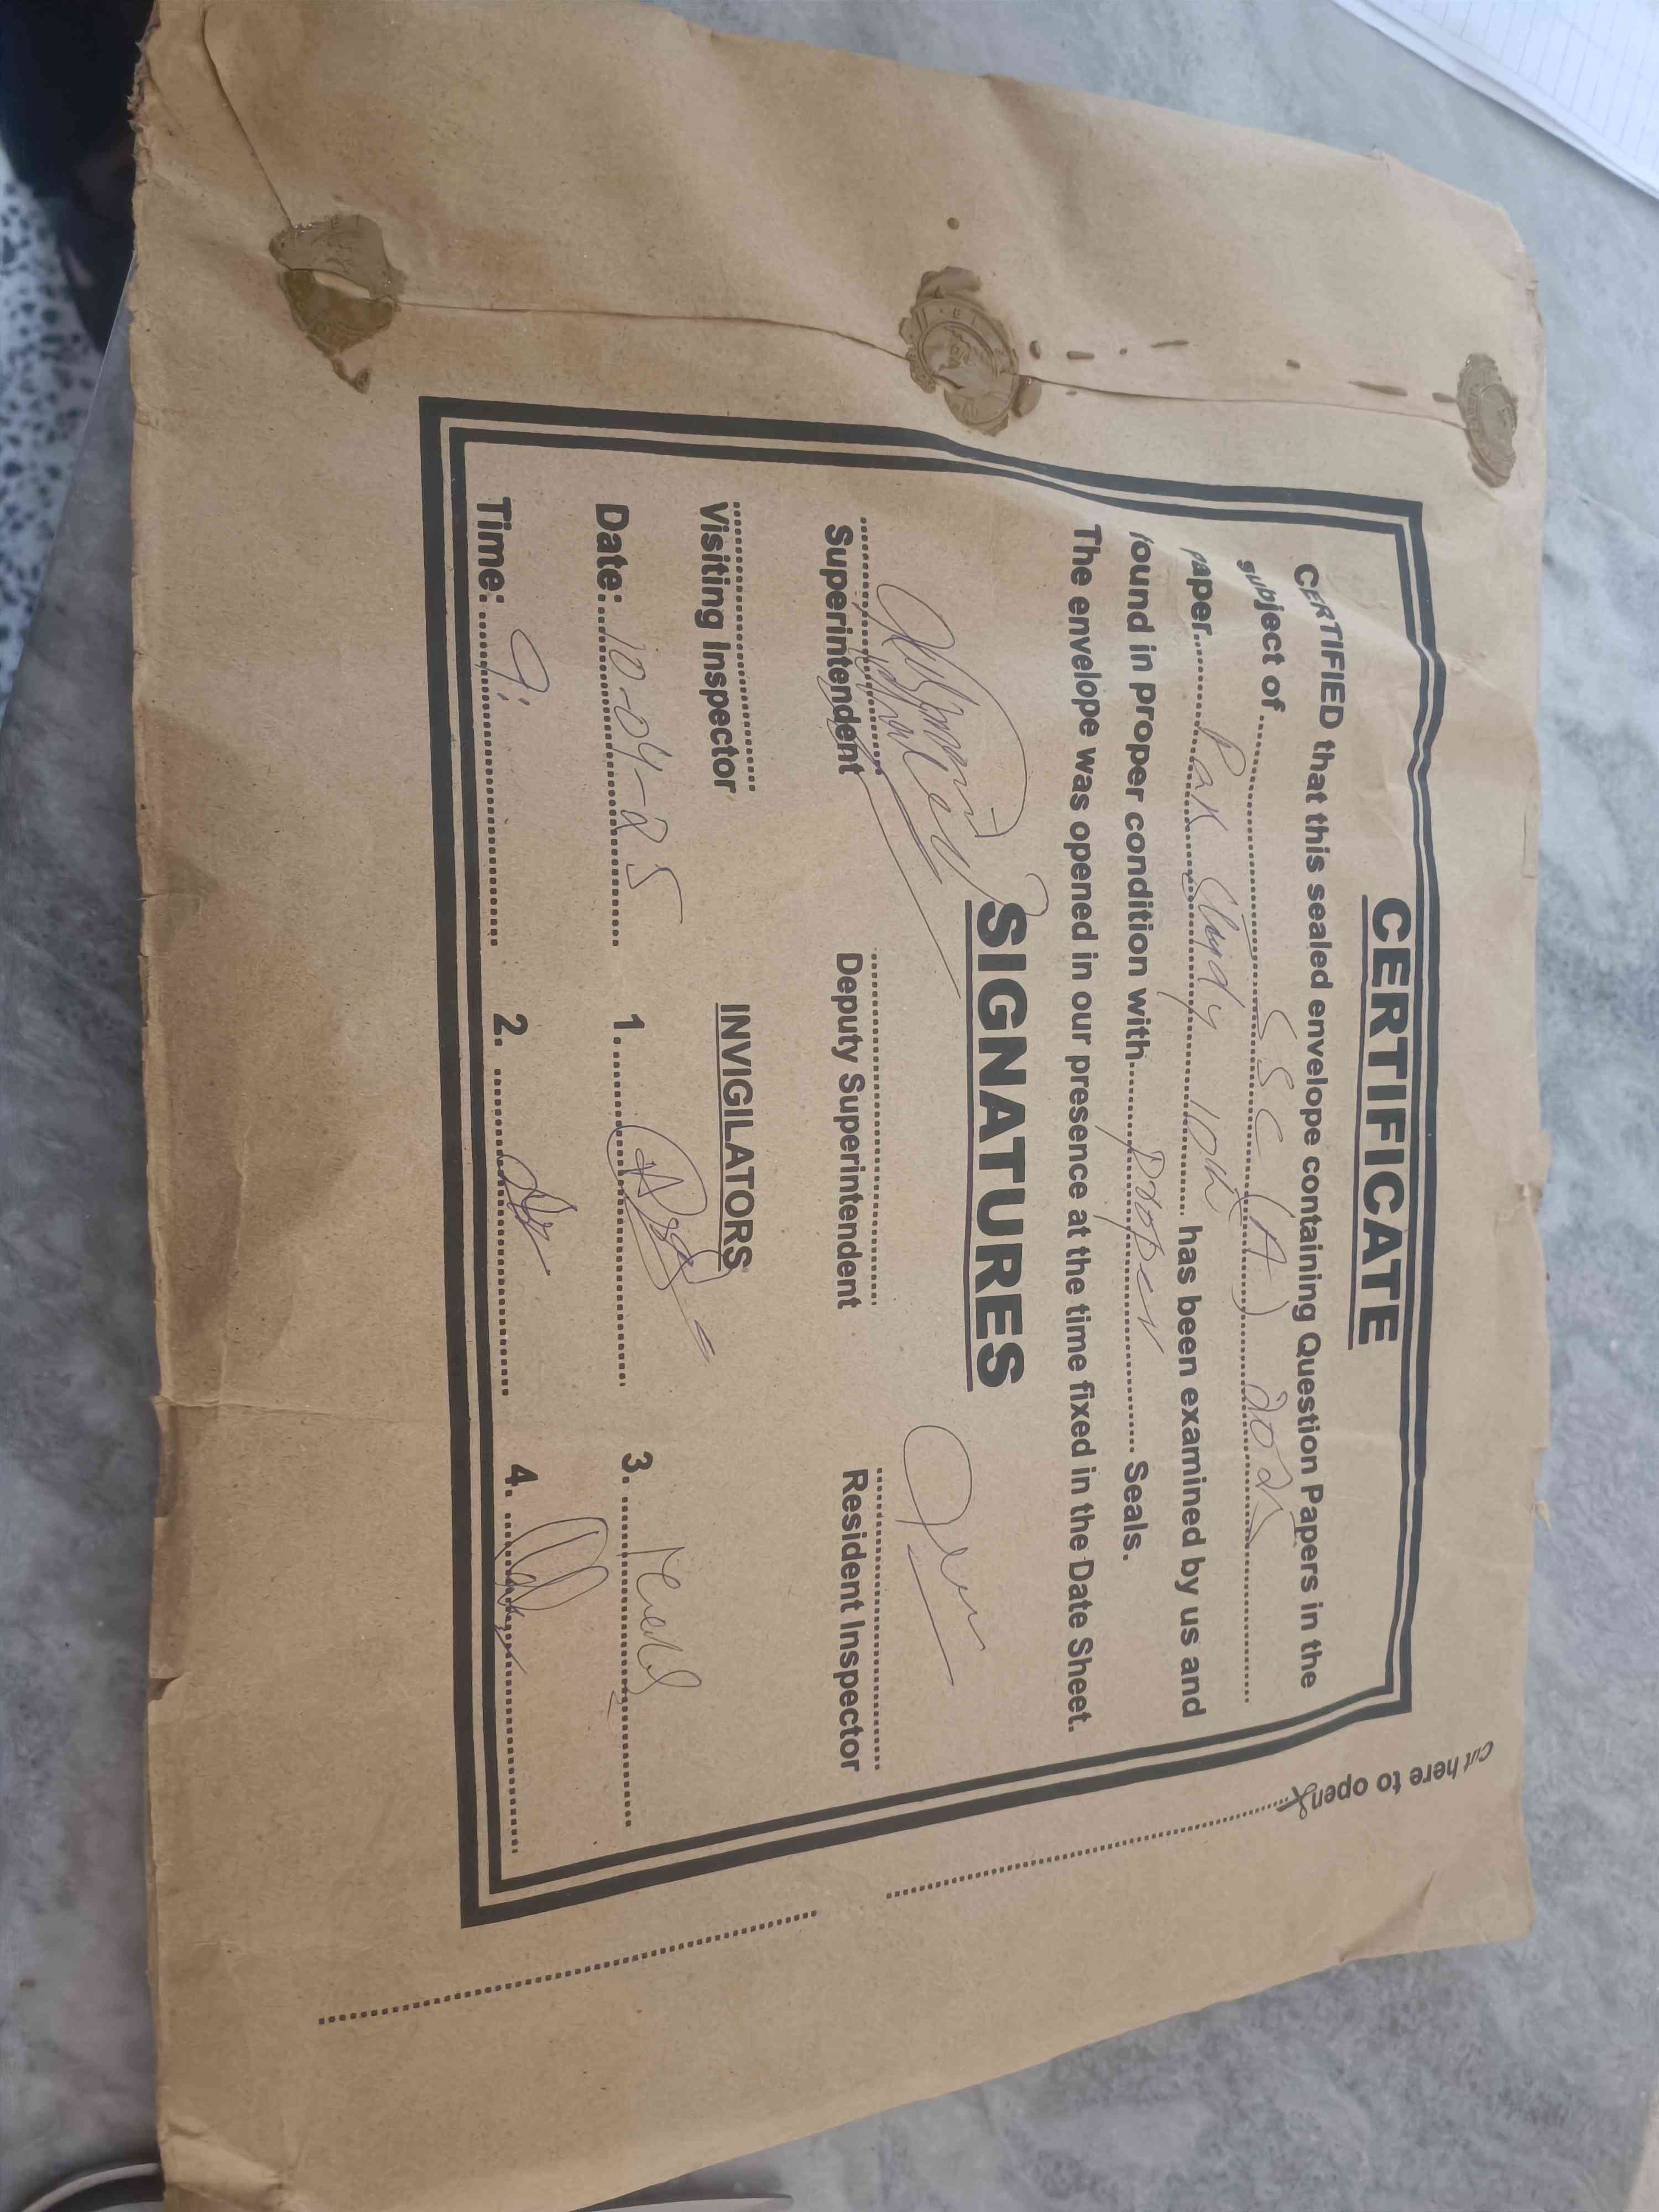 CERTIFICATE
CERTIFIED that this sealed envelope containing Question Papers in the
subject of SSC (A) 2025
paper Pak Study 10th has been examined by us and
found in proper condition with proper Seals.
The envelope was opened in our presence at the time fixed in the Date Sheet.
SIGNATURES
Superintendent Deputy Superintendent Resident Inspector
Visiting Inspector
INVIGILATORS
Date: 10-04-25 1. 3.
Time: 9: 2. 4.
Cut here to open